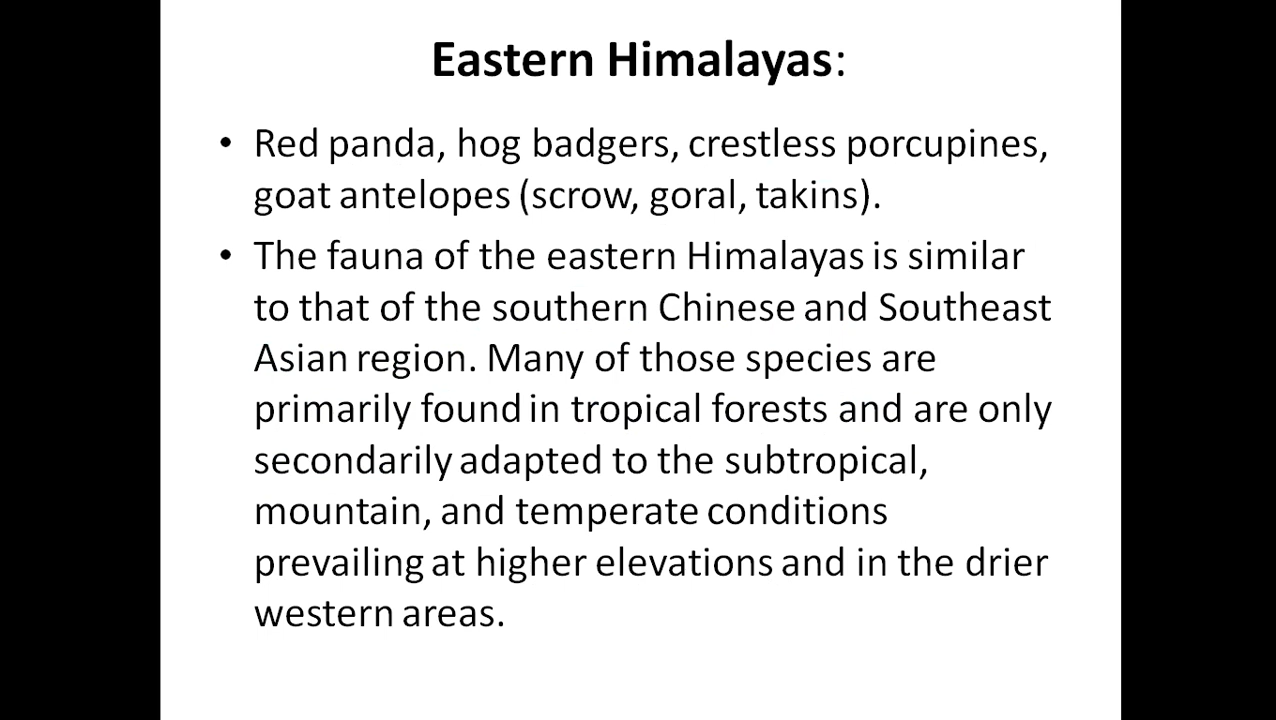 Eastern Himalayas:
• Red panda, hog badgers, crestless porcupines,
goat antelopes (scrow, goral, takins).
• The fauna of the eastern Himalayas is similar
to that of the southern Chinese and Southeast
Asian region. Many of those species are
primarily found in tropical forests and are only
secondarily adapted to the subtropical,
mountain, and temperate conditions
prevailing at higher elevations and in the drier
western areas.